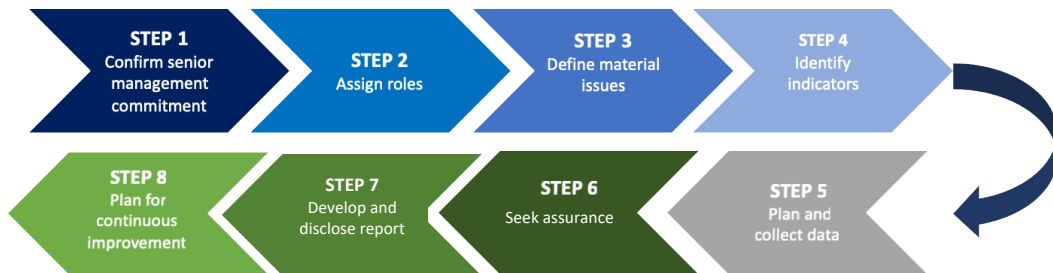 STEP 1
Confirm senior
management
commitment
STEP 2
Assign roles
STEP 3
Define material
issues
STEP 4
Identify
indicators
STEP 5
Plan and
collect data
STEP 6
Seek assurance
STEP 7
Develop and
disclose report
STEP 8
Plan for
continuous
improvement